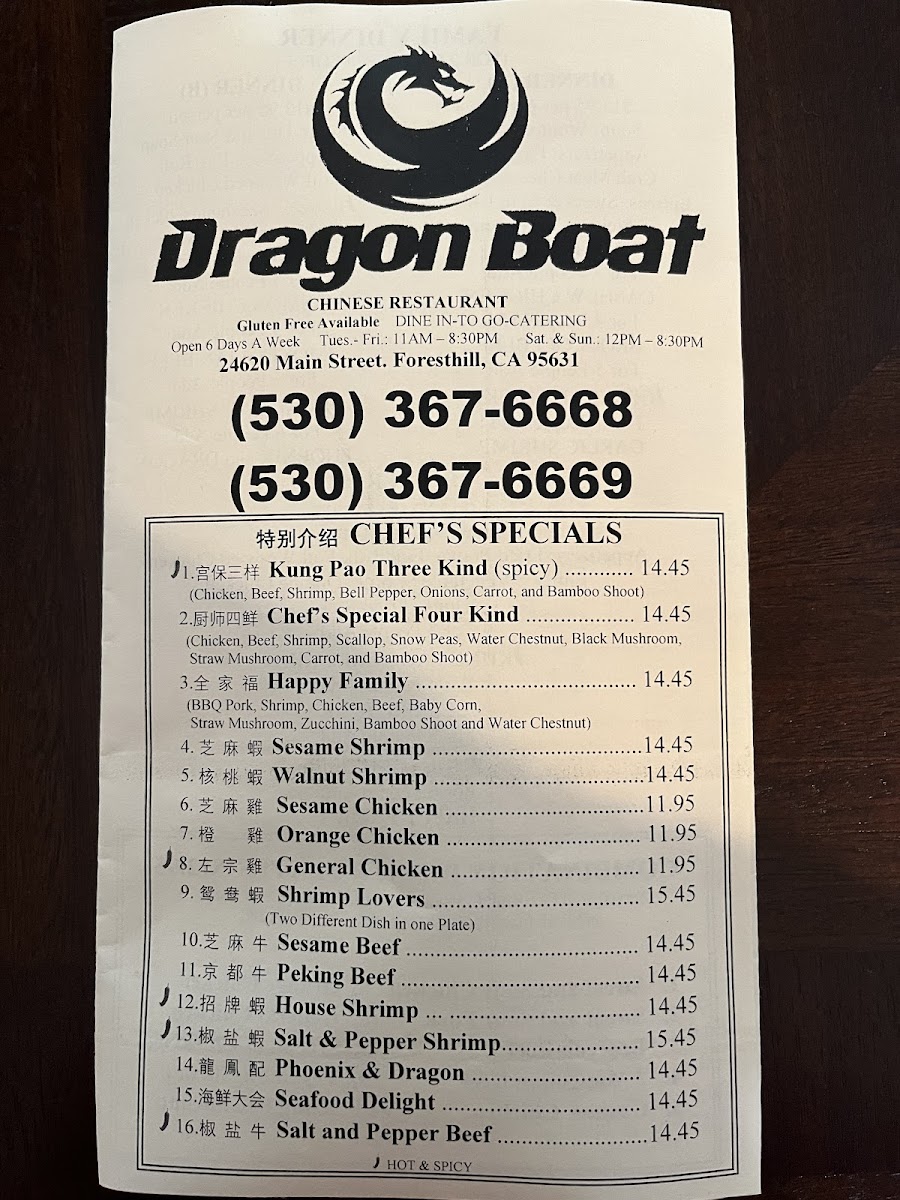 Dragon Boat
CHINESE RESTAURANT
Gluten Free Available DINE IN-TO GO-CATERING
Open 6 Days A Week Tues.- Fri.: 11AM – 8:30PM Sat. & Sun.: 12PM – 8:30PM
24620 Main Street. Foresthill, CA 95631
(530) 367-6668
(530) 367-6669
特别介绍 CHEF'S SPECIALS
1.宫保三样 Kung Pao Three Kind (spicy) ............ 14.45
(Chicken, Beef, Shrimp, Bell Pepper, Onions, Carrot, and Bamboo Shoot)
2.厨师四鲜 Chef's Special Four Kind ................... 14.45
(Chicken, Beef, Shrimp, Scallop, Snow Peas, Water Chestnut, Black Mushroom,
Straw Mushroom, Carrot, and Bamboo Shoot)
3.全家福 Happy Family ...................................... 14.45
(BBQ Pork, Shrimp, Chicken, Beef, Baby Corn,
Straw Mushroom, Zucchini, Bamboo Shoot and Water Chestnut)
4. 芝麻蝦 Sesame Shrimp ....................................14.45
5. 核桃蝦 Walnut Shrimp ....................................14.45
6. 芝麻雞 Sesame Chicken ..................................11.95
7. 橙 雞 Orange Chicken .................................. 11.95
8. 左宗雞 General Chicken ................................. 11.95
9. 鸳鸯蝦 Shrimp Lovers .................................... 15.45
(Two Different Dish in one Plate)
10.芝麻牛 Sesame Beef ........................................ 14.45
11.京都牛 Peking Beef ......................................... 14.45
12.招牌蝦 House Shrimp ... ................................. 14.45
13.椒盐蝦 Salt & Pepper Shrimp........................ 15.45
14.龍鳳配 Phoenix & Dragon ............................. 14.45
15.海鲜大会 Seafood Delight .................................. 14.45
16.椒盐牛 Salt and Pepper Beef ..........................14.45
HOT & SPICY